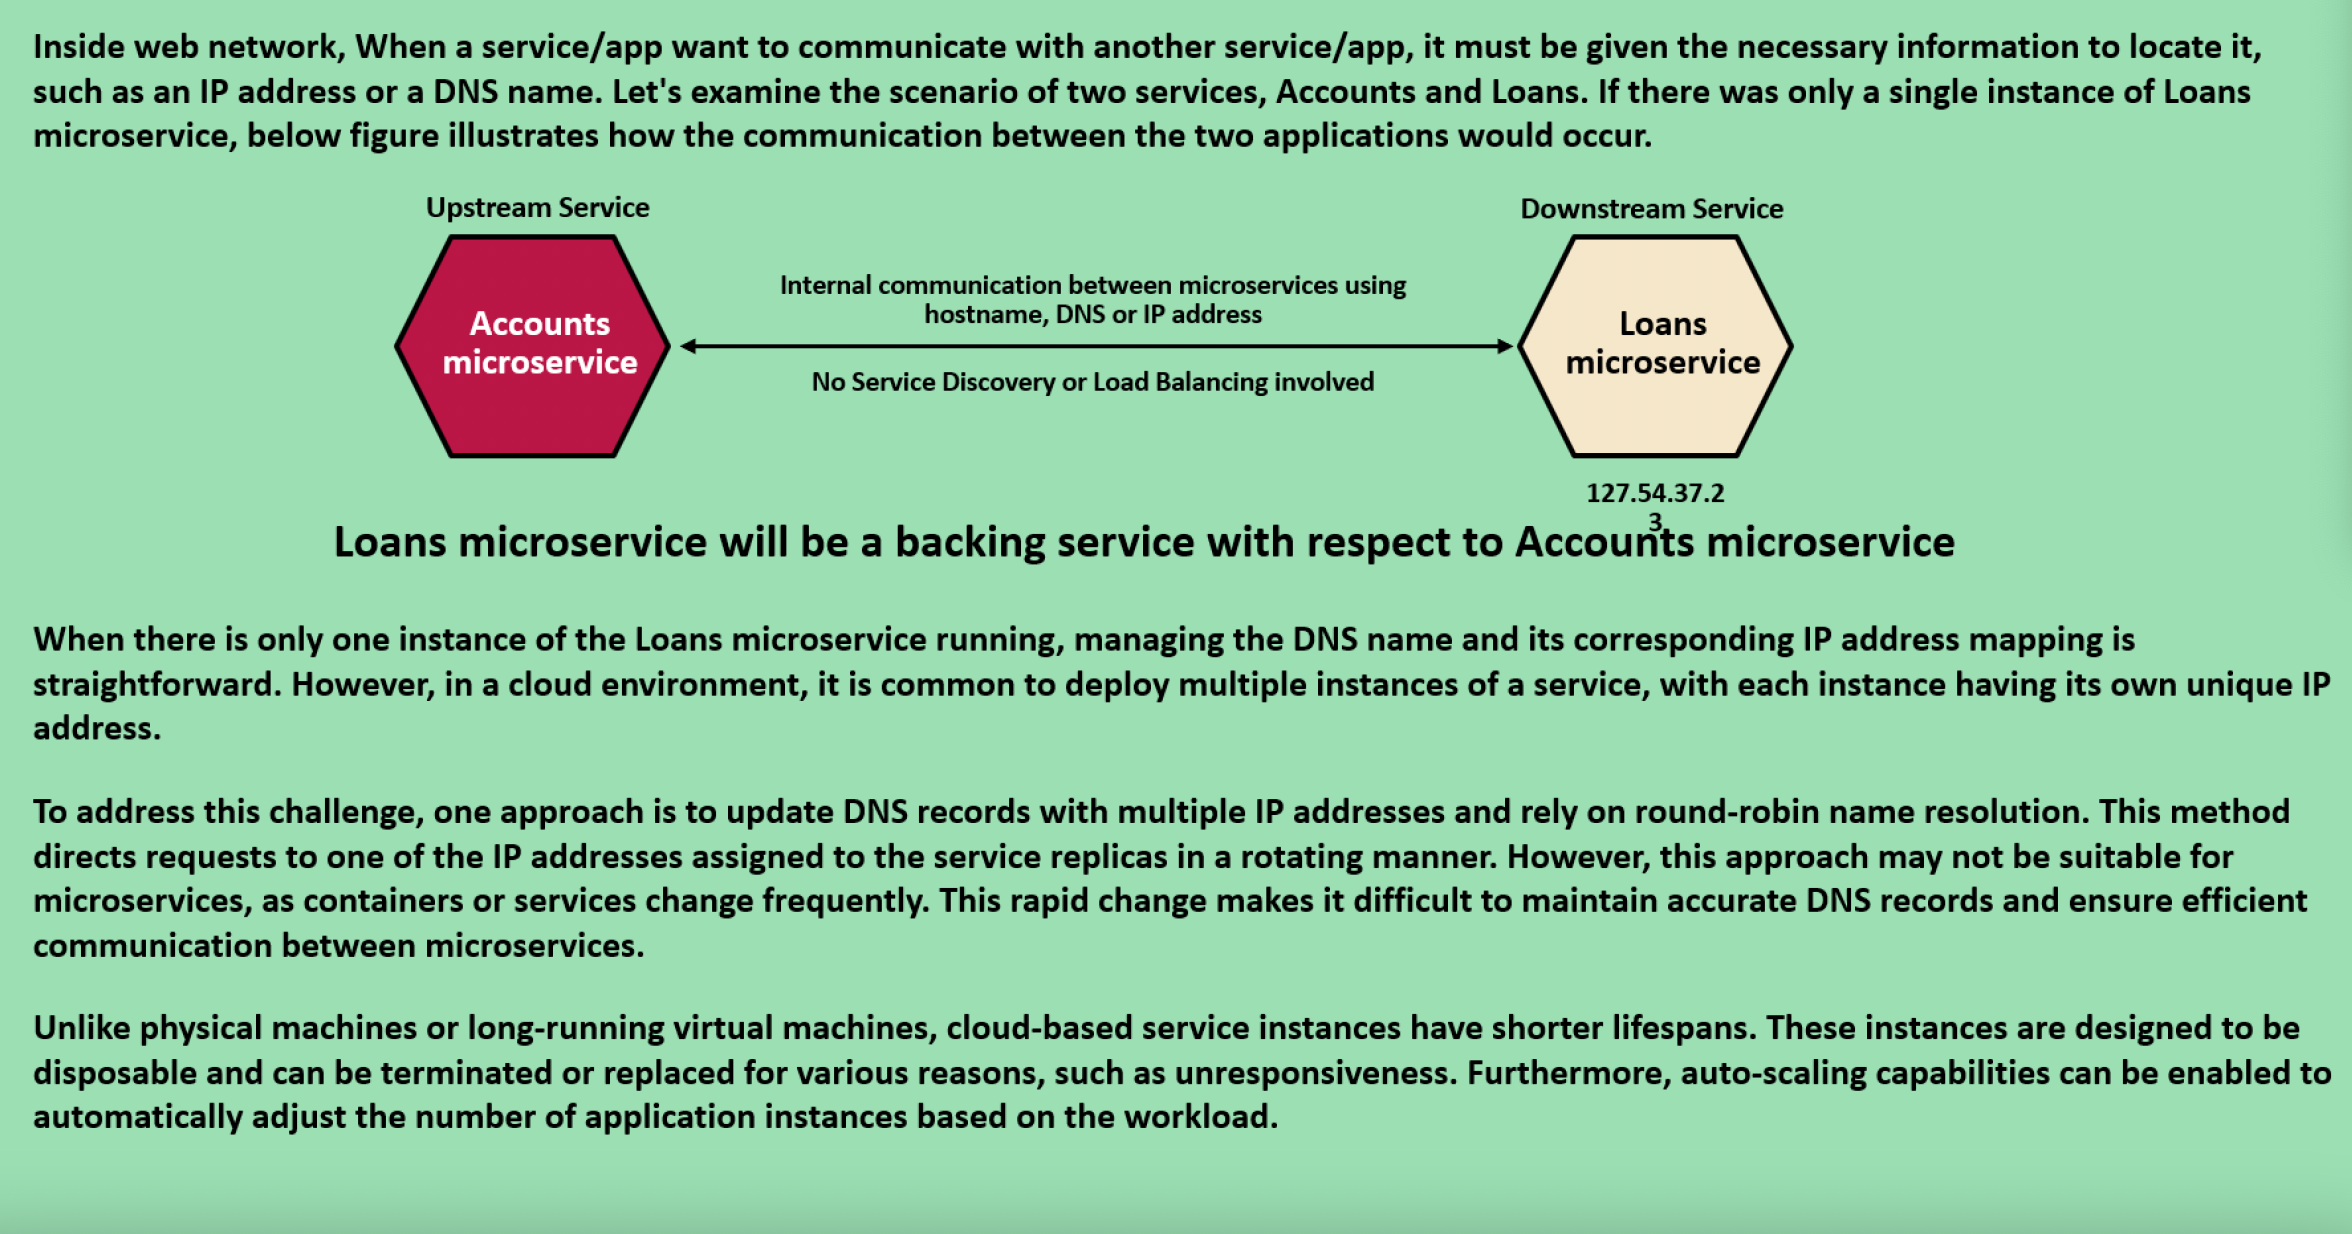 Inside web network, When a service/app want to communicate with another service/app, it must be given the necessary information to locate it,
such as an IP address or a DNS name. Let's examine the scenario of two services, Accounts and Loans. If there was only a single instance of Loans
microservice, below figure illustrates how the communication between the two applications would occur.
Upstream Service
Downstream Service
Accounts
microservice
Internal communication between microservices using
hostname, DNS or IP address
No Service Discovery or Load Balancing involved
Loans
microservice
127.54.37.2
3
Loans microservice will be a backing service with respect to Accounts microservice
When there is only one instance of the Loans microservice running, managing the DNS name and its corresponding IP address mapping is
straightforward. However, in a cloud environment, it is common to deploy multiple instances of a service, with each instance having its own unique IP
address.
To address this challenge, one approach is to update DNS records with multiple IP addresses and rely on round-robin name resolution. This method
directs requests to one of the IP addresses assigned to the service replicas in a rotating manner. However, this approach may not be suitable for
microservices, as containers or services change frequently. This rapid change makes it difficult to maintain accurate DNS records and ensure efficient
communication between microservices.
Unlike physical machines or long-running virtual machines, cloud-based service instances have shorter lifespans. These instances are designed to be
disposable and can be terminated or replaced for various reasons, such as unresponsiveness. Furthermore, auto-scaling capabilities can be enabled to
automatically adjust the number of application instances based on the workload.